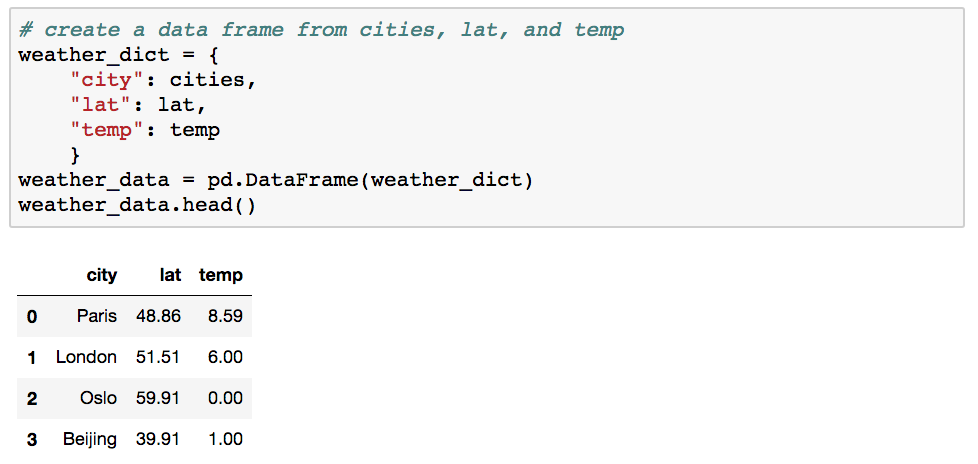 # create a data frame from cities, lat, and temp
weather_dict = {
    "city": cities,
    "lat": lat,
    "temp": temp
    }
weather_data = pd.DataFrame(weather_dict)
weather_data.head()
city lat temp
0 Paris 48.86 8.59
1 London 51.51 6.00
2 Oslo 59.91 0.00
3 Beijing 39.91 1.00